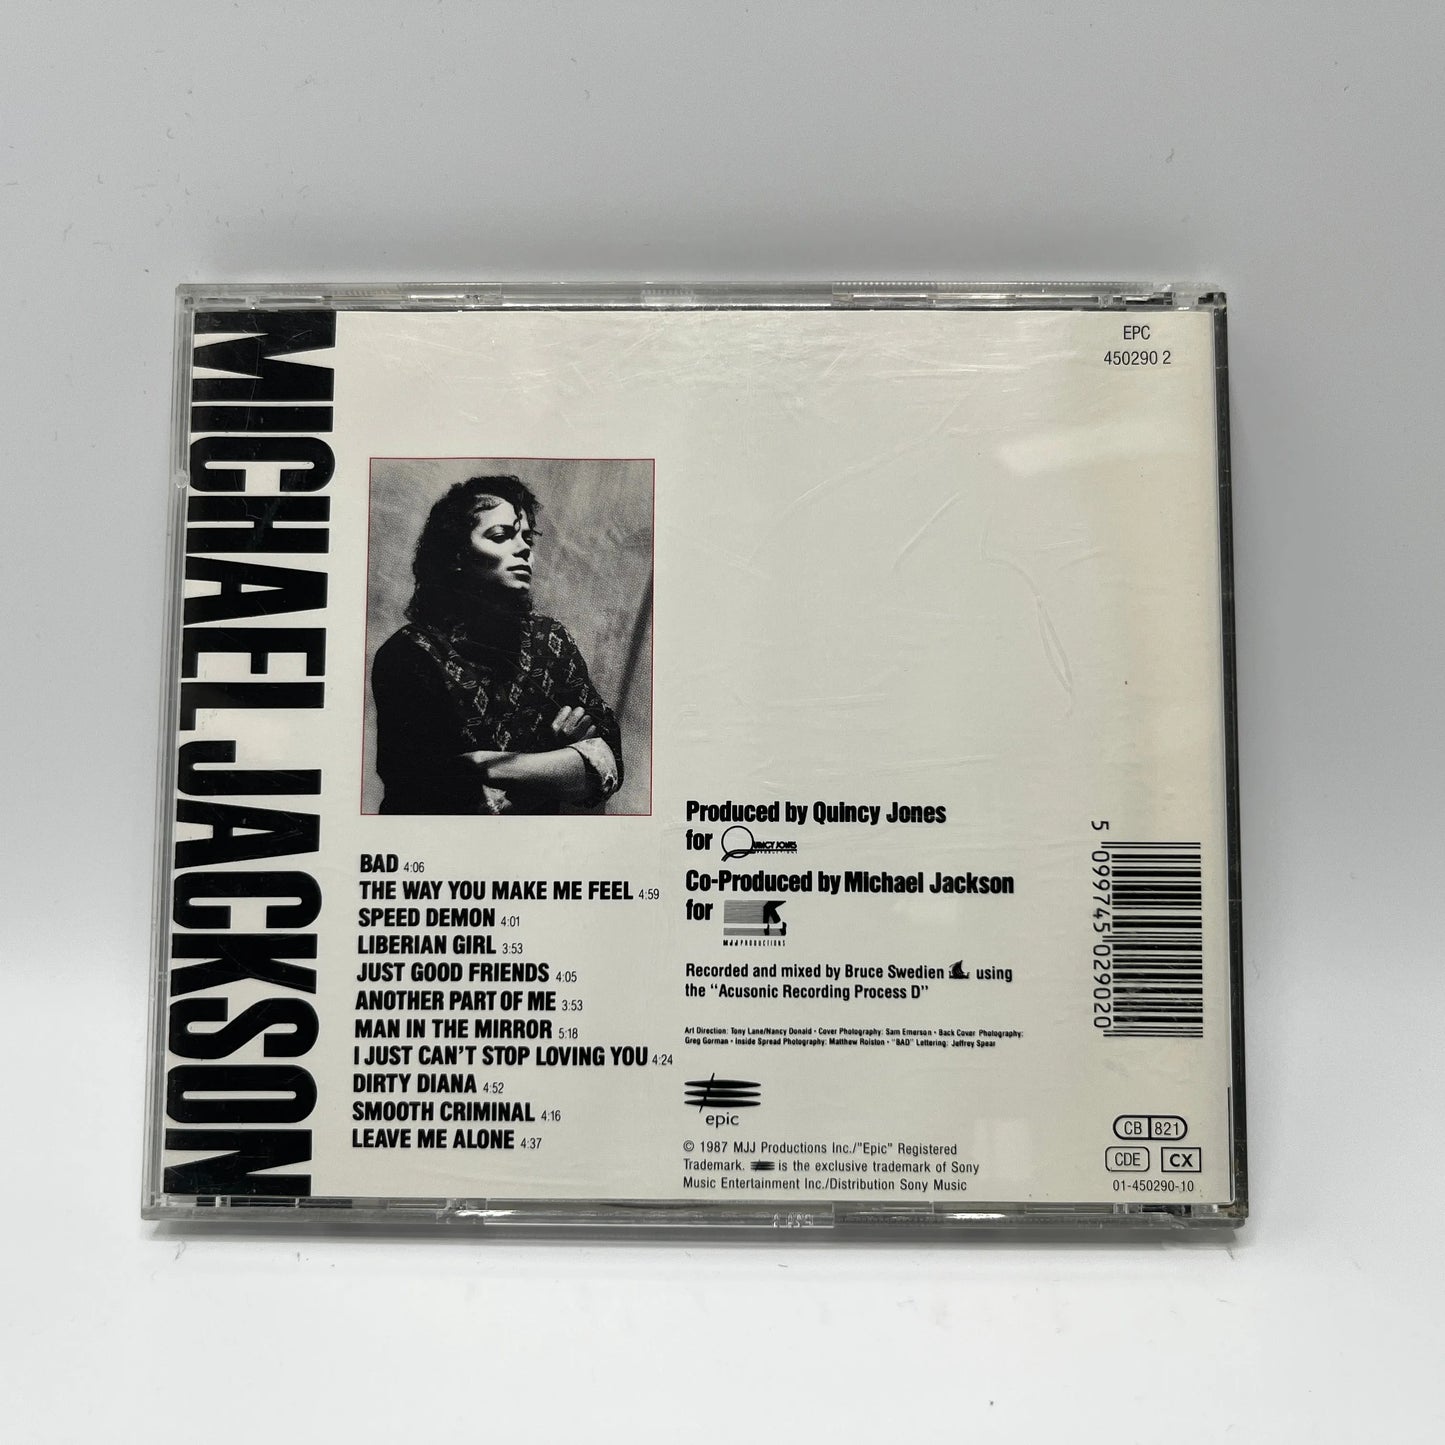 MICHAEL JACKSON
EPC
450290 2
BAD 4:06
THE WAY YOU MAKE ME FEEL 4:59
SPEED DEMON 4:01
LIBERIAN GIRL 3:53
JUST GOOD FRIENDS 4:05
ANOTHER PART OF ME 3:53
MAN IN THE MIRROR 5:18
I JUST CAN'T STOP LOVING YOU 4:24
DIRTY DIANA 4:52
SMOOTH CRIMINAL 4:16
LEAVE ME ALONE 4:37
Produced by Quincy Jones
for QUINCY JONES
PRODUCTIONS
Co-Produced by Michael Jackson
for
MJJ PRODUCTIONS
Recorded and mixed by Bruce Swedien using
the "Acusonic Recording Process D"
Art Direction: Tony Lane/Nancy Donald • Cover Photography: Sam Emerson • Back Cover Photography:
Greg Gorman • Inside Spread Photography: Matthew Rolston • "BAD" Lettering: Jeffrey Spear
epic
© 1987 MJJ Productions Inc./"Epic" Registered
Trademark. is the exclusive trademark of Sony
Music Entertainment Inc./Distribution Sony Music
5 099745 029020
CB 821
CDE CX
01-450290-10